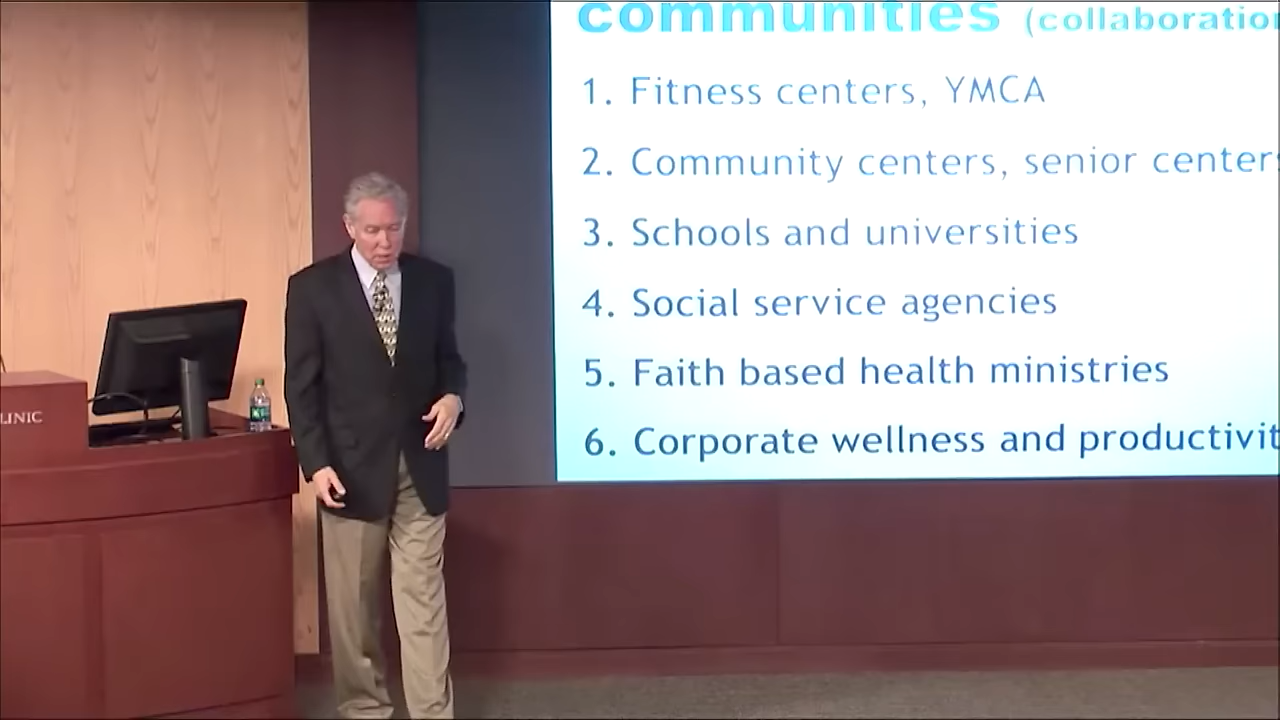 communities (collaboratio
1. Fitness centers, YMCA
2. Community centers, senior centers
3. Schools and universities
4. Social service agencies
5. Faith based health ministries
6. Corporate wellness and productivit
LINIC